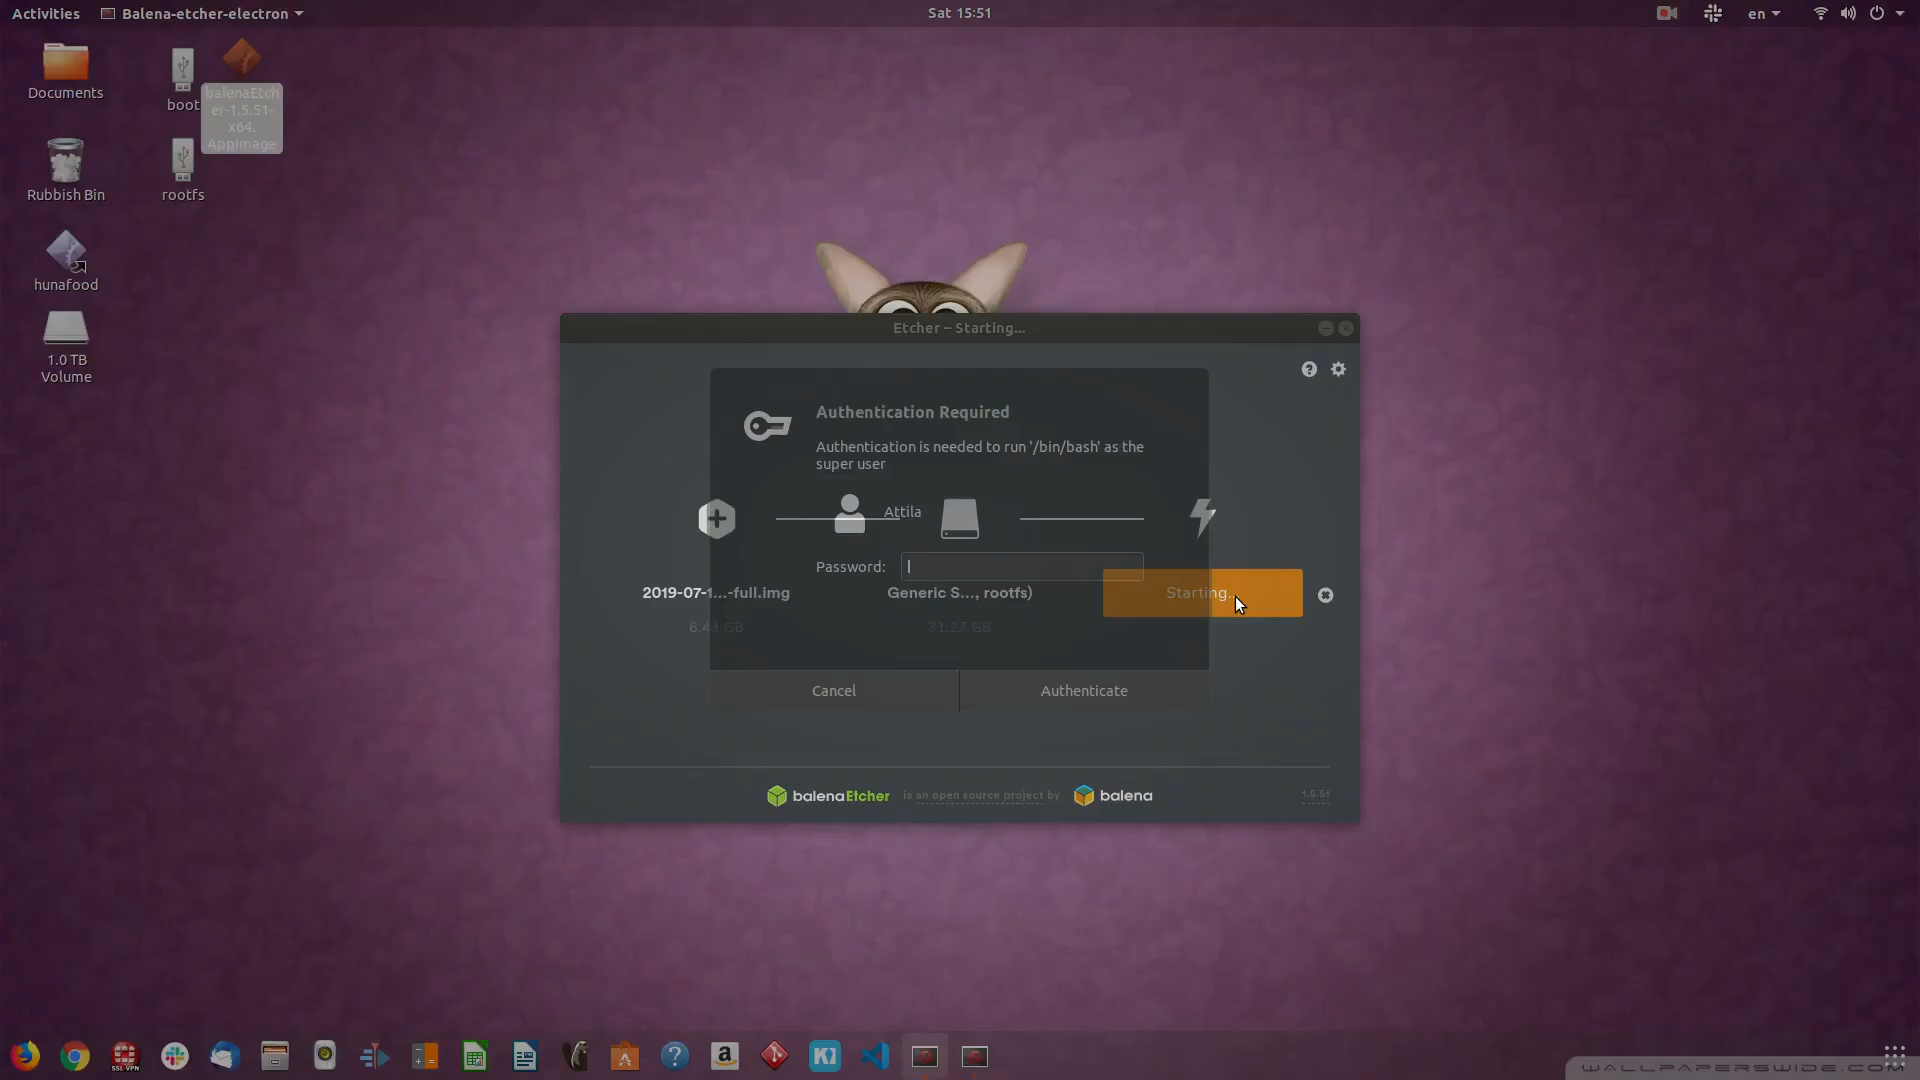 Activities
Balena-etcher-electron
Sat 15:51
en
Documents
boot
balenaEtch
er-1.5.51-
x64.
AppImage
Rubbish Bin
rootfs
hunafood
1.0 TB
Volume
Etcher – Starting...
Authentication Required
Authentication is needed to run '/bin/bash' as the
super user
Attila
Password:
2019-07-1...-full.img
Generic S..., rootfs)
Starting...
6.43 GB
31.27 GB
Cancel
Authenticate
balenaEtcher
is an open source project by
balena
1.5.51
SSL VPN
WALLPAPERSWIDE.COM